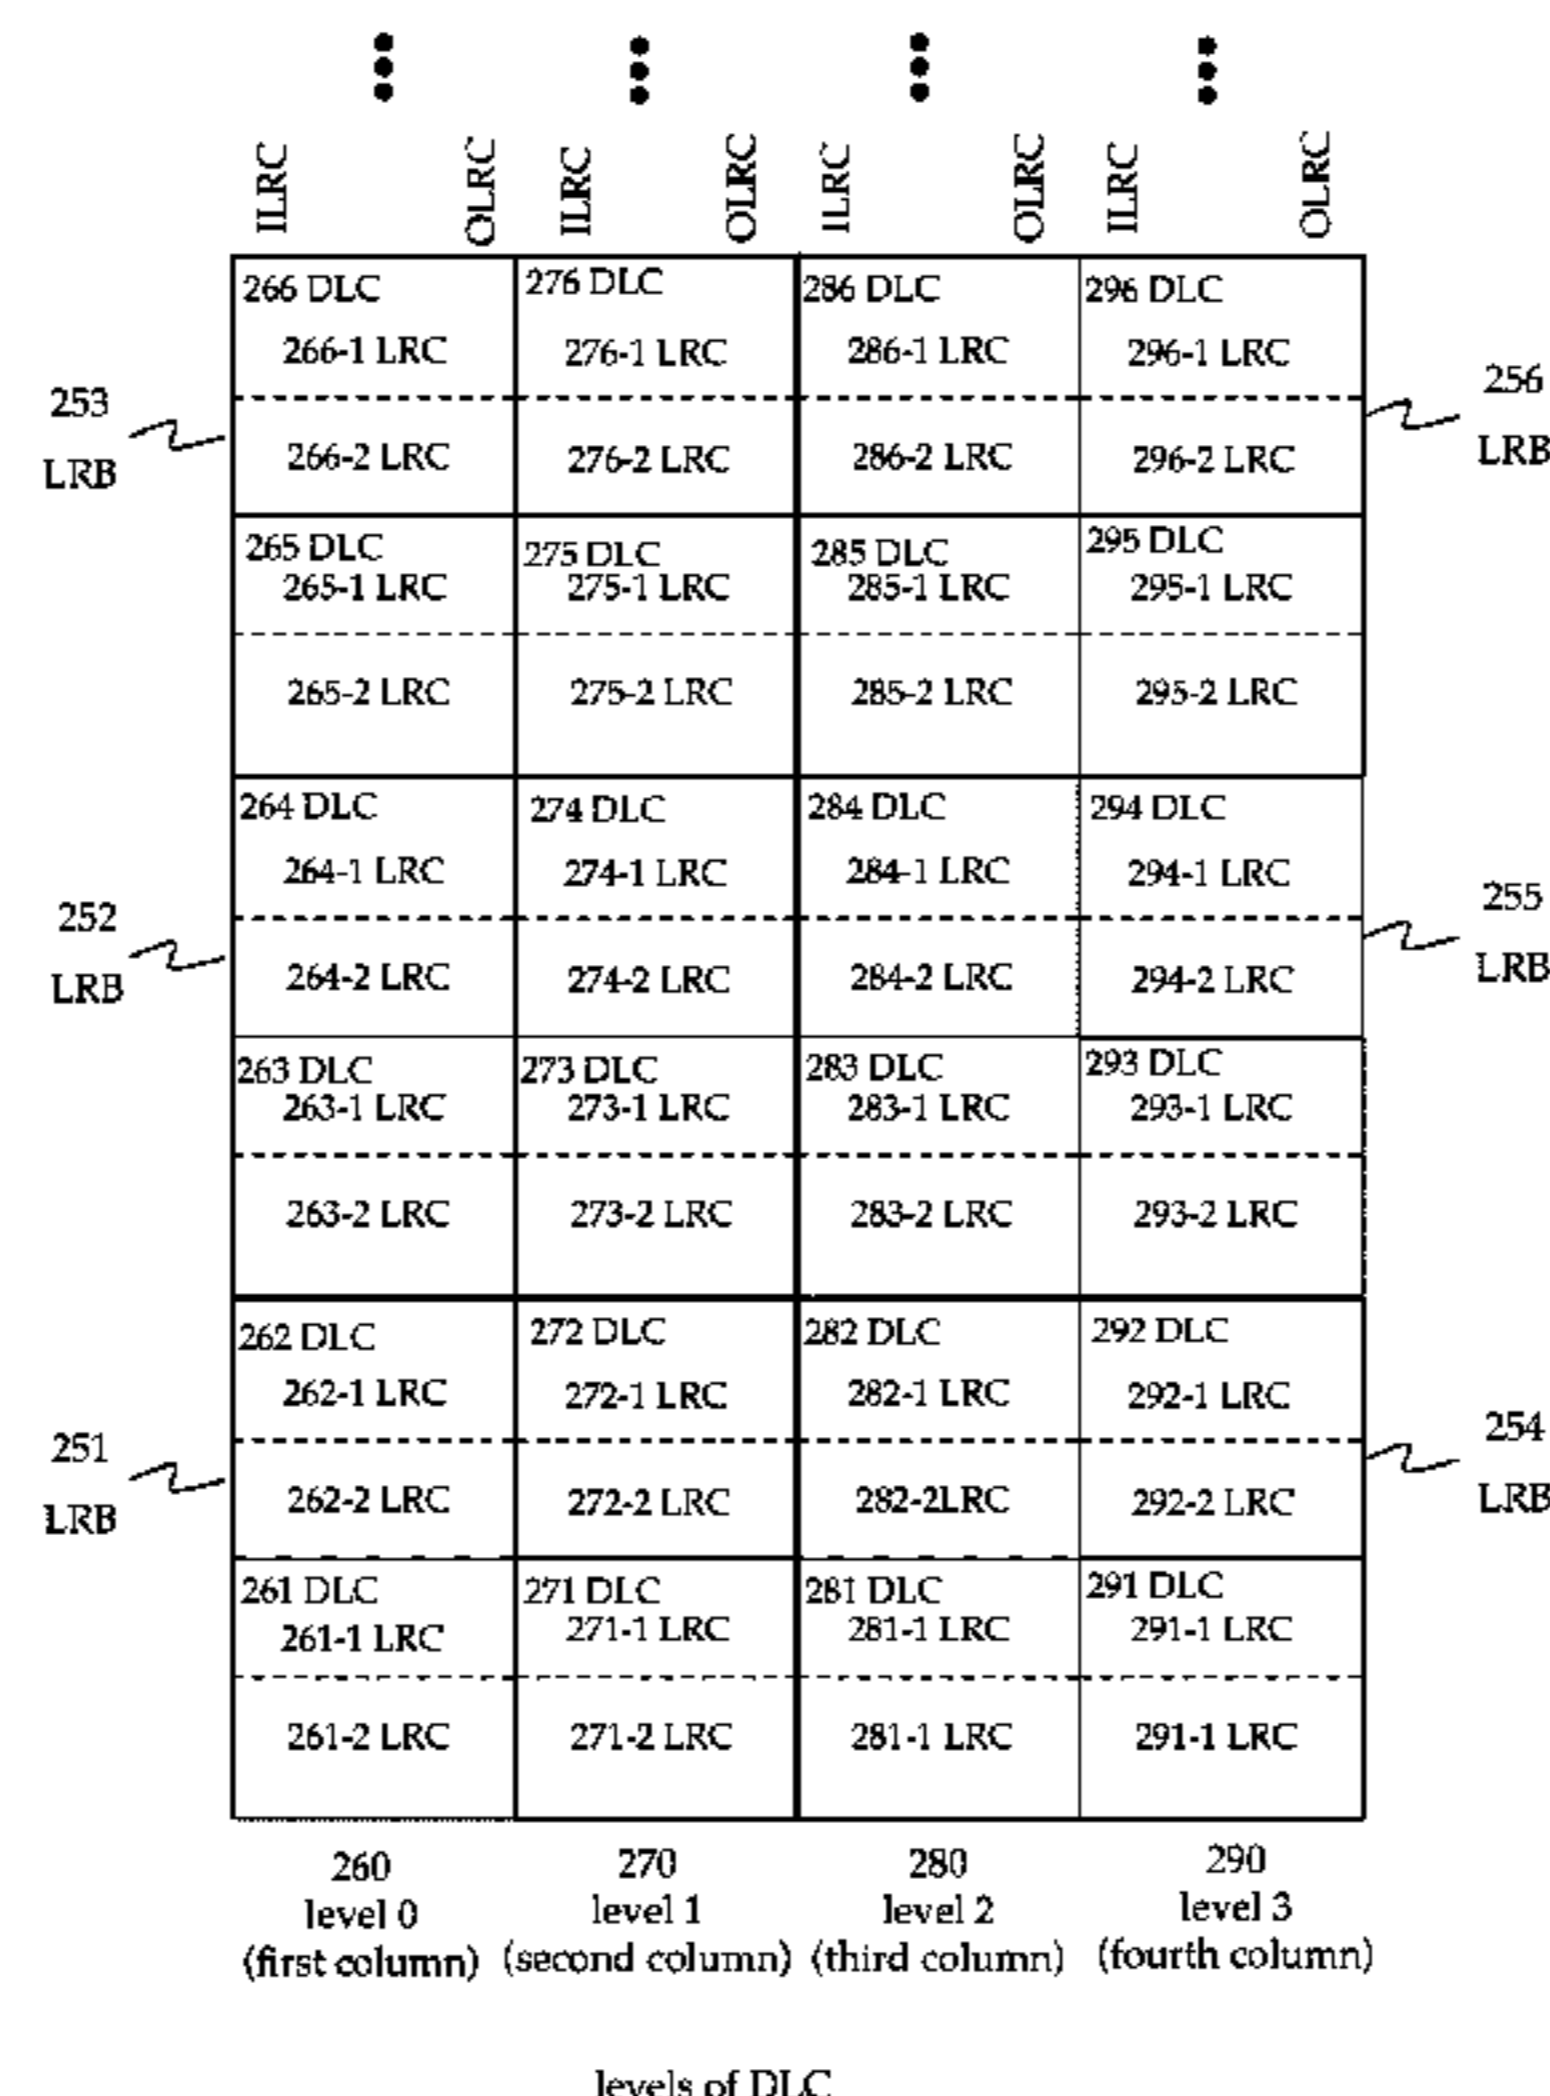 ILRC OLRC ILRC OLRC ILRC OLRC ILRC OLRC
266 DLC 276 DLC 286 DLC 296 DLC
266-1 LRC 276-1 LRC 286-1 LRC 296-1 LRC
253 LRB
256 LRB
266-2 LRC 276-2 LRC 286-2 LRC 296-2 LRC
265 DLC 275 DLC 285 DLC 295 DLC
265-1 LRC 275-1 LRC 285-1 LRC 295-1 LRC
265-2 LRC 275-2 LRC 285-2 LRC 295-2 LRC
264 DLC 274 DLC 284 DLC 294 DLC
264-1 LRC 274-1 LRC 284-1 LRC 294-1 LRC
252 LRB
255 LRB
264-2 LRC 274-2 LRC 284-2 LRC 294-2 LRC
263 DLC 273 DLC 283 DLC 293 DLC
263-1 LRC 273-1 LRC 283-1 LRC 293-1 LRC
263-2 LRC 273-2 LRC 283-2 LRC 293-2 LRC
262 DLC 272 DLC 282 DLC 292 DLC
262-1 LRC 272-1 LRC 282-1 LRC 292-1 LRC
251 LRB
254 LRB
262-2 LRC 272-2 LRC 282-2LRC 292-2 LRC
261 DLC 271 DLC 281 DLC 291 DLC
261-1 LRC 271-1 LRC 281-1 LRC 291-1 LRC
261-2 LRC 271-2 LRC 281-1 LRC 291-1 LRC
260 270 280 290
level 0 level 1 level 2 level 3
(first column) (second column) (third column) (fourth column)
levels of DLC